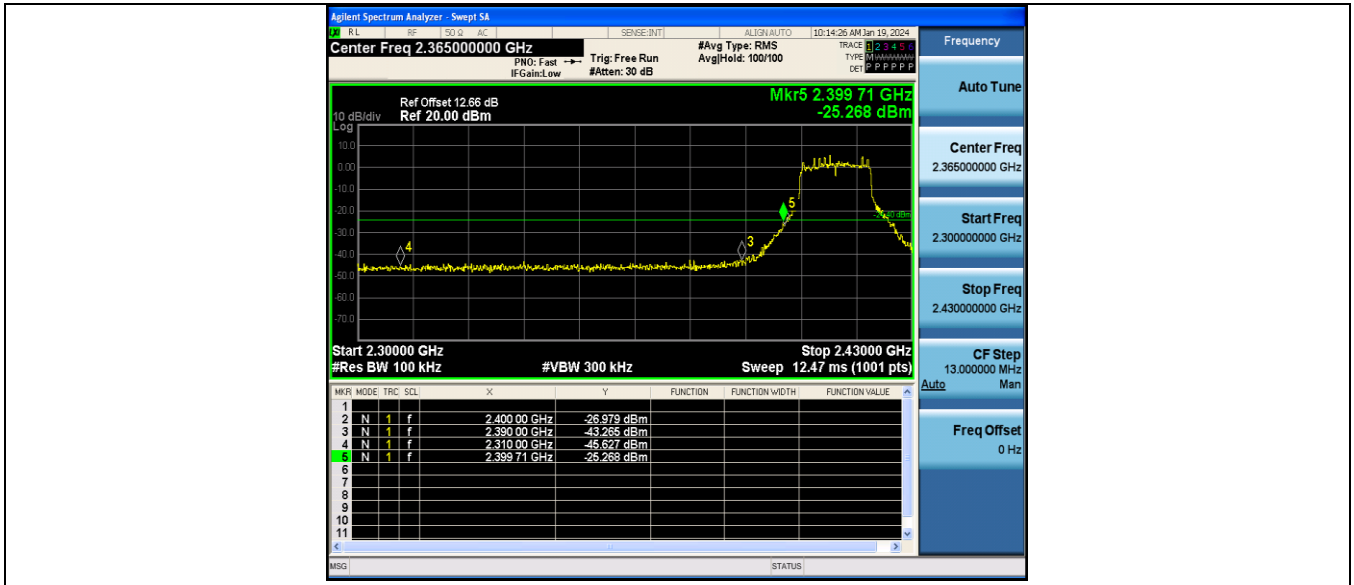 Agilent Spectrum Analyzer - Swept SA
RL RF 50 Ω AC SENSE:INT ALIGN AUTO 10:14:26 AM Jan 19, 2024
Center Freq 2.365000000 GHz
PNO: Fast
IFGain:Low
Trig: Free Run
#Atten: 30 dB
#Avg Type: RMS
Avg|Hold: 100/100
TRACE 1 2 3 4 5 6
TYPE M
DET P P P P P P
Ref Offset 12.66 dB
10 dB/div Ref 20.00 dBm
Log
Mkr5 2.399 71 GHz
-25.268 dBm
10.0
0.00
-10.0
-20.0
-30.0
-40.0
-50.0
-60.0
-70.0
4
3
5
Start 2.30000 GHz Stop 2.43000 GHz
#Res BW 100 kHz #VBW 300 kHz Sweep 12.47 ms (1001 pts)
MKR MODE TRC SCL X Y FUNCTION FUNCTION WIDTH FUNCTION VALUE
1
2 N 1 f 2.400 00 GHz -26.979 dBm
3 N 1 f 2.390 00 GHz -43.265 dBm
4 N 1 f 2.310 00 GHz -45.627 dBm
5 N 1 f 2.399 71 GHz -25.268 dBm
6
7
8
9
10
11
MSG STATUS
Frequency
Auto Tune
Center Freq
2.365000000 GHz
Start Freq
2.300000000 GHz
Stop Freq
2.430000000 GHz
CF Step
13.000000 MHz
Auto Man
Freq Offset
0 Hz